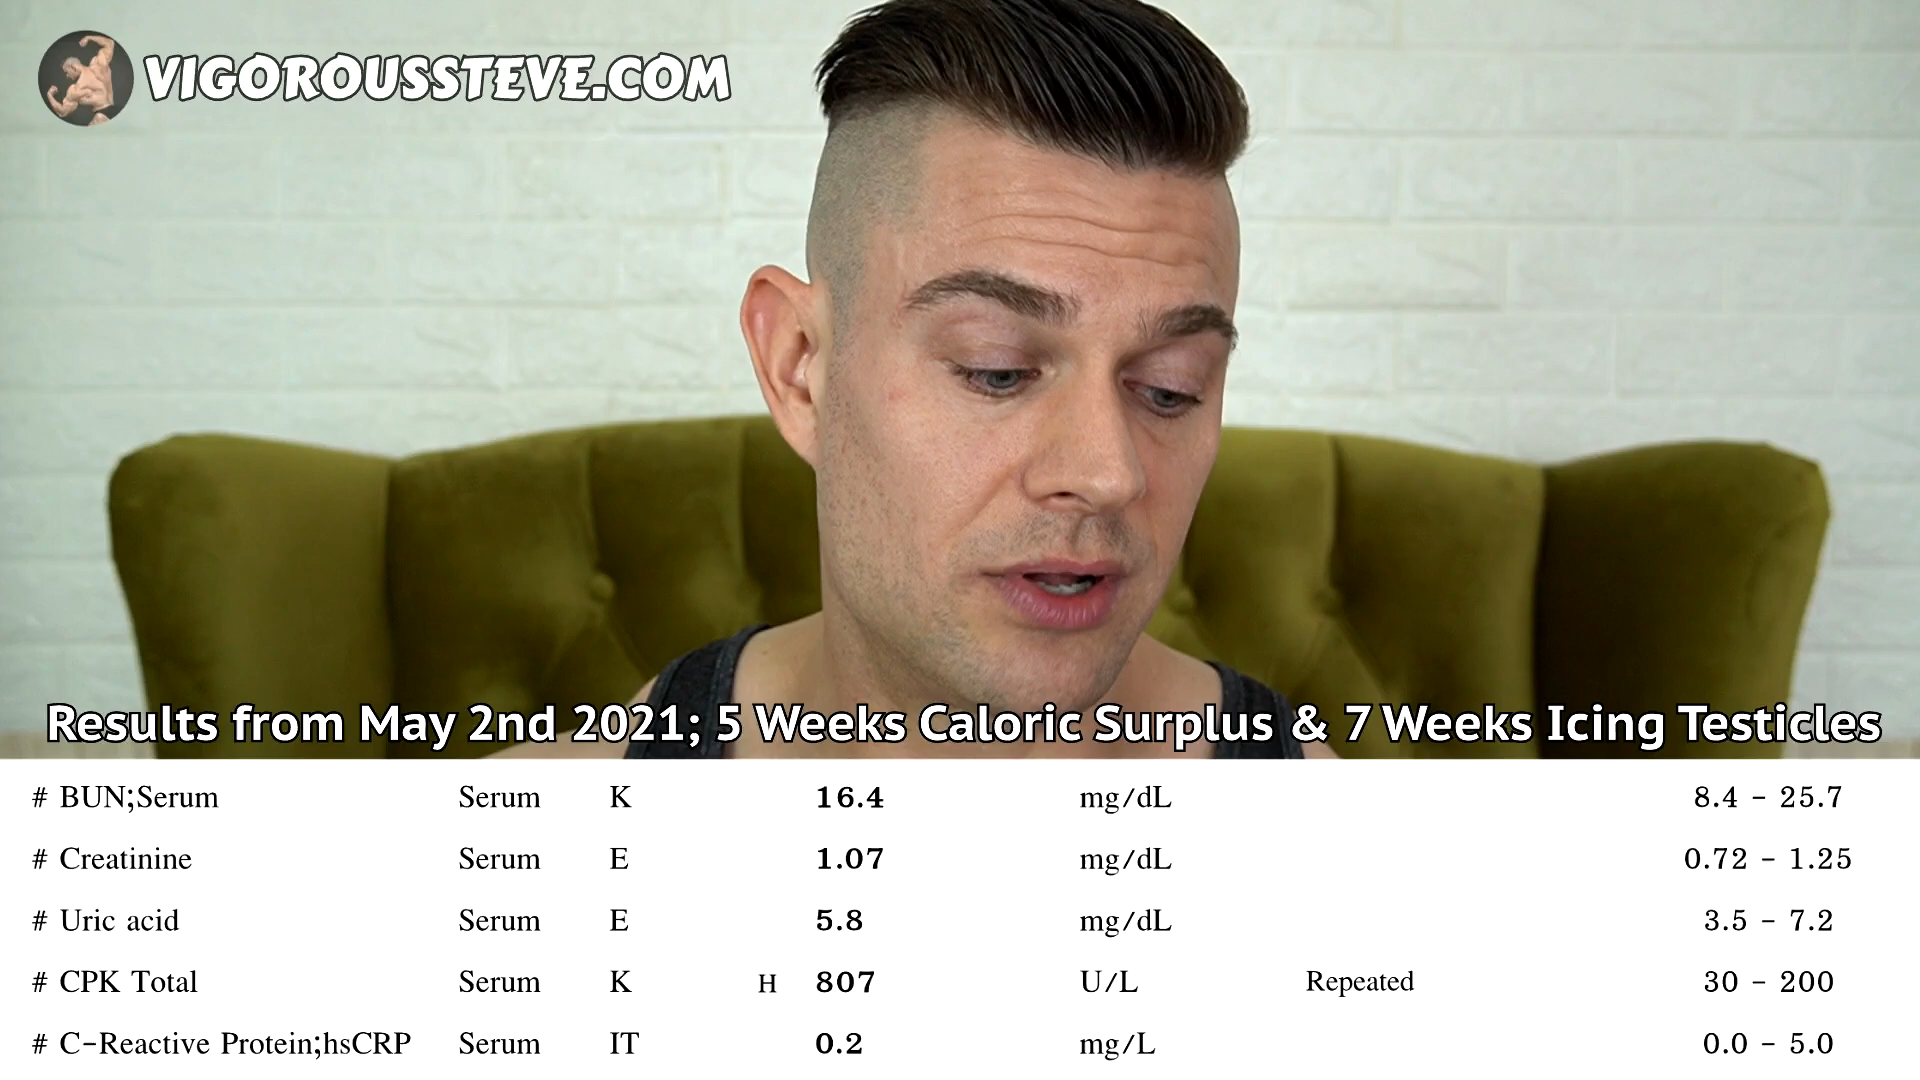 VIGOROUSSTEVE.COM
Results from May 2nd 2021; 5 Weeks Caloric Surplus & 7 Weeks Icing Testicles
# BUN;Serum Serum K 16.4 mg/dL 8.4 - 25.7
# Creatinine Serum E 1.07 mg/dL 0.72 - 1.25
# Uric acid Serum E 5.8 mg/dL 3.5 - 7.2
# CPK Total Serum K H 807 U/L Repeated 30 - 200
# C-Reactive Protein;hsCRP Serum IT 0.2 mg/L 0.0 - 5.0